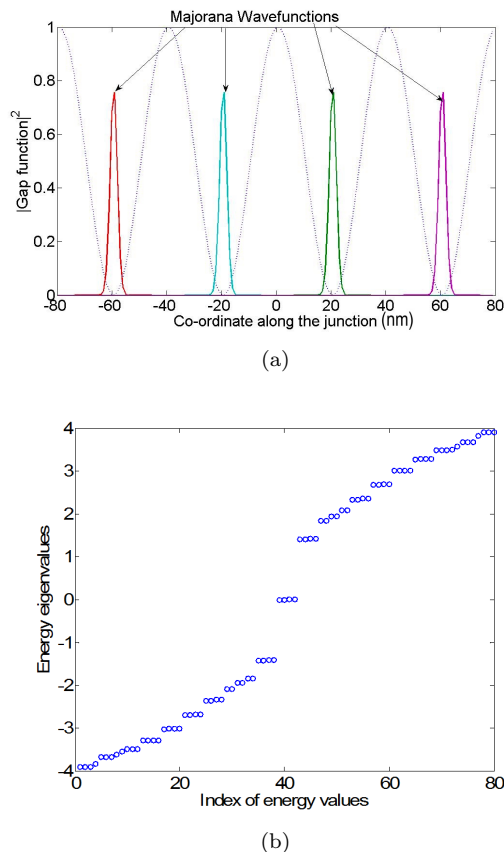 Majorana Wavefunctions
|Gap function|²
1
0.8
0.6
0.4
0.2
0
-80 -60 -40 -20 0 20 40 60 80
Co-ordinate along the junction (nm)
(a)
Energy eigenvalues
4
3
2
1
0
-1
-2
-3
-4
0 20 40 60 80
Index of energy values
(b)